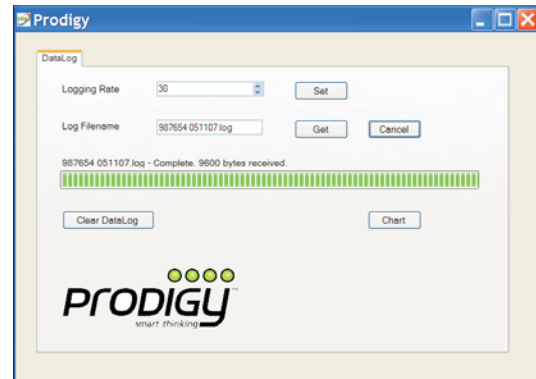 Prodigy
DataLog
Logging Rate 30 Set
Log Filename 987654 051107.log Get Cancel
987654 051107.log - Complete. 9600 bytes received.
Clear DataLog Chart
PRODIGY™
smart thinking